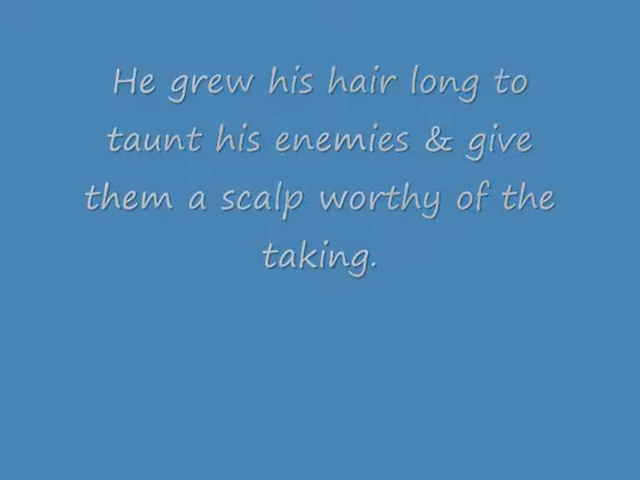 He grew his hair long to
taunt his enemies & give
them a scalp worthy of the
taking.